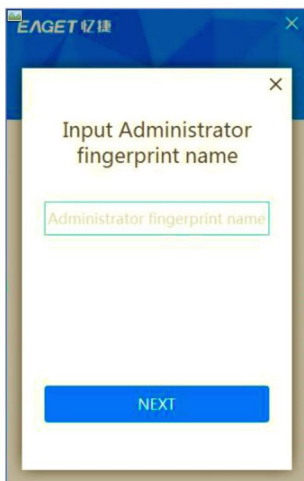 EAGET 忆捷
Input Administrator
fingerprint name
Administrator fingerprint name
NEXT